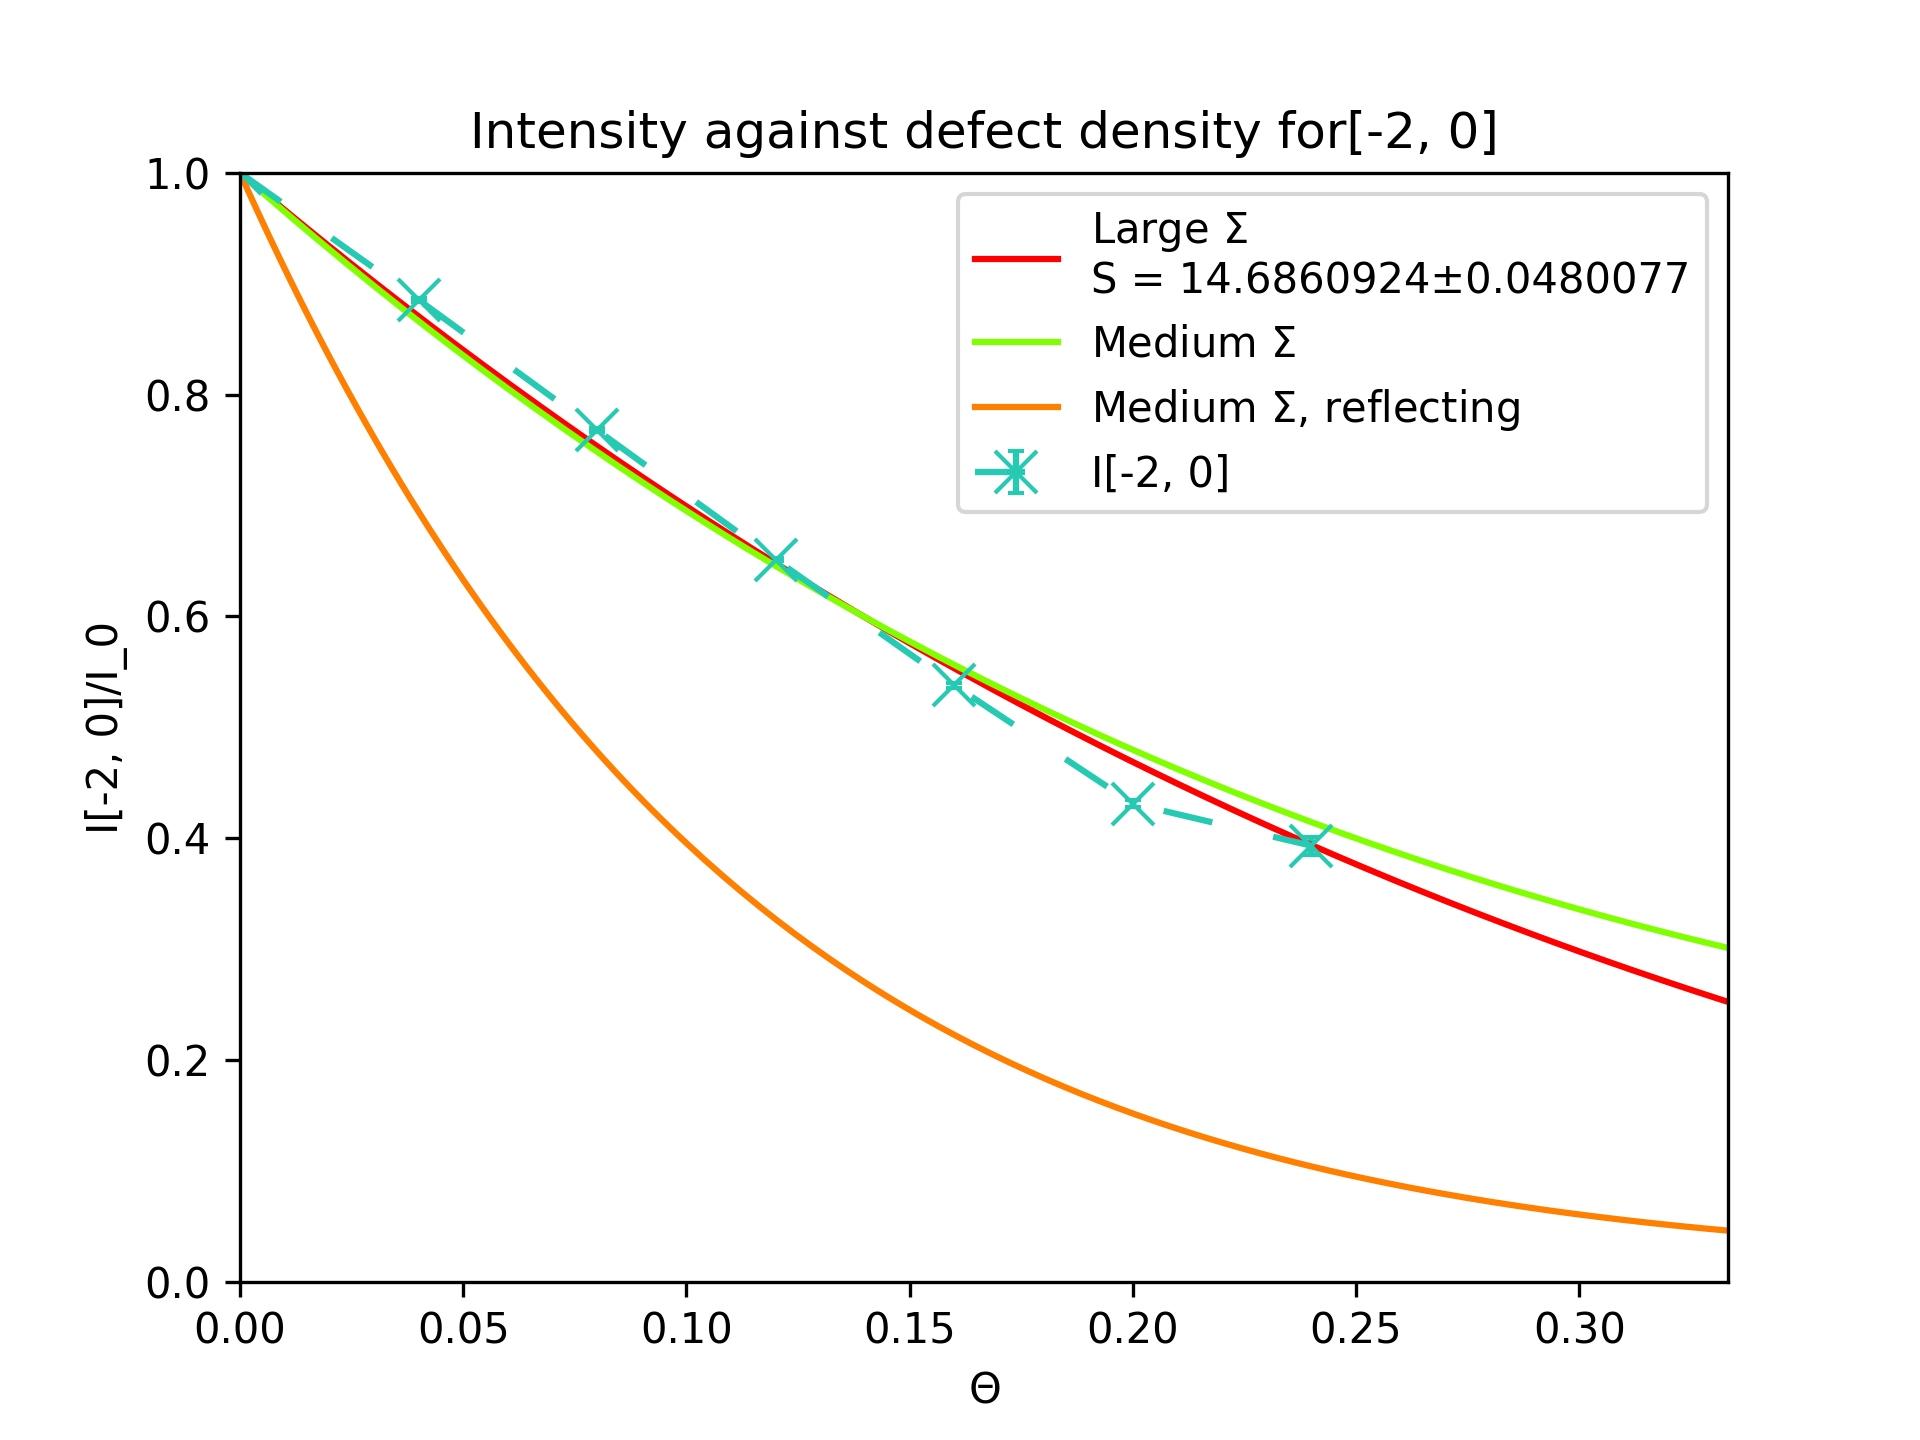 Intensity against defect density for[-2, 0]
Large Σ
S = 14.6860924±0.0480077
Medium Σ
Medium Σ, reflecting
I[-2, 0]
I[-2, 0]/I_0
1.0
0.8
0.6
0.4
0.2
0.0
0.00 0.05 0.10 0.15 0.20 0.25 0.30
Θ